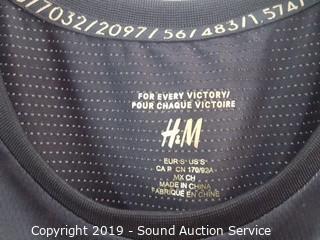 /7032/2097/56/483/1,574/
FOR EVERY VICTORY/
POUR CHAQUE VICTOIRE
H&M
EUR S* US S*
CA P CN 170/92A
MX CH
MADE IN CHINA
FABRIQUÉ EN CHINE
Copyright 2019 - Sound Auction Service